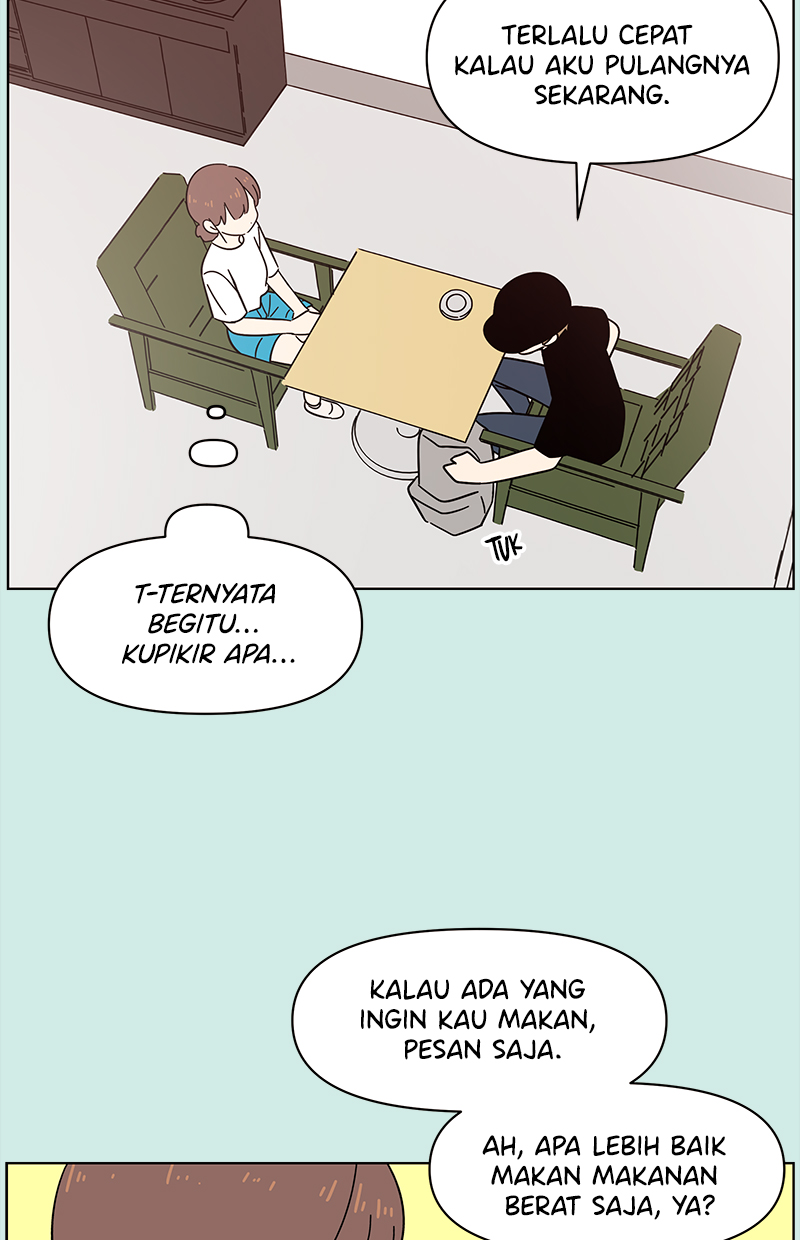 TERLALU CEPAT
KALAU AKU PULANGNYA
SEKARANG.
TUK
T-TERNYATA
BEGITU...
KUPIKIR APA...
KALAU ADA YANG
INGIN KAU MAKAN,
PESAN SAJA.
AH, APA LEBIH BAIK
MAKAN MAKANAN
BERAT SAJA, YA?